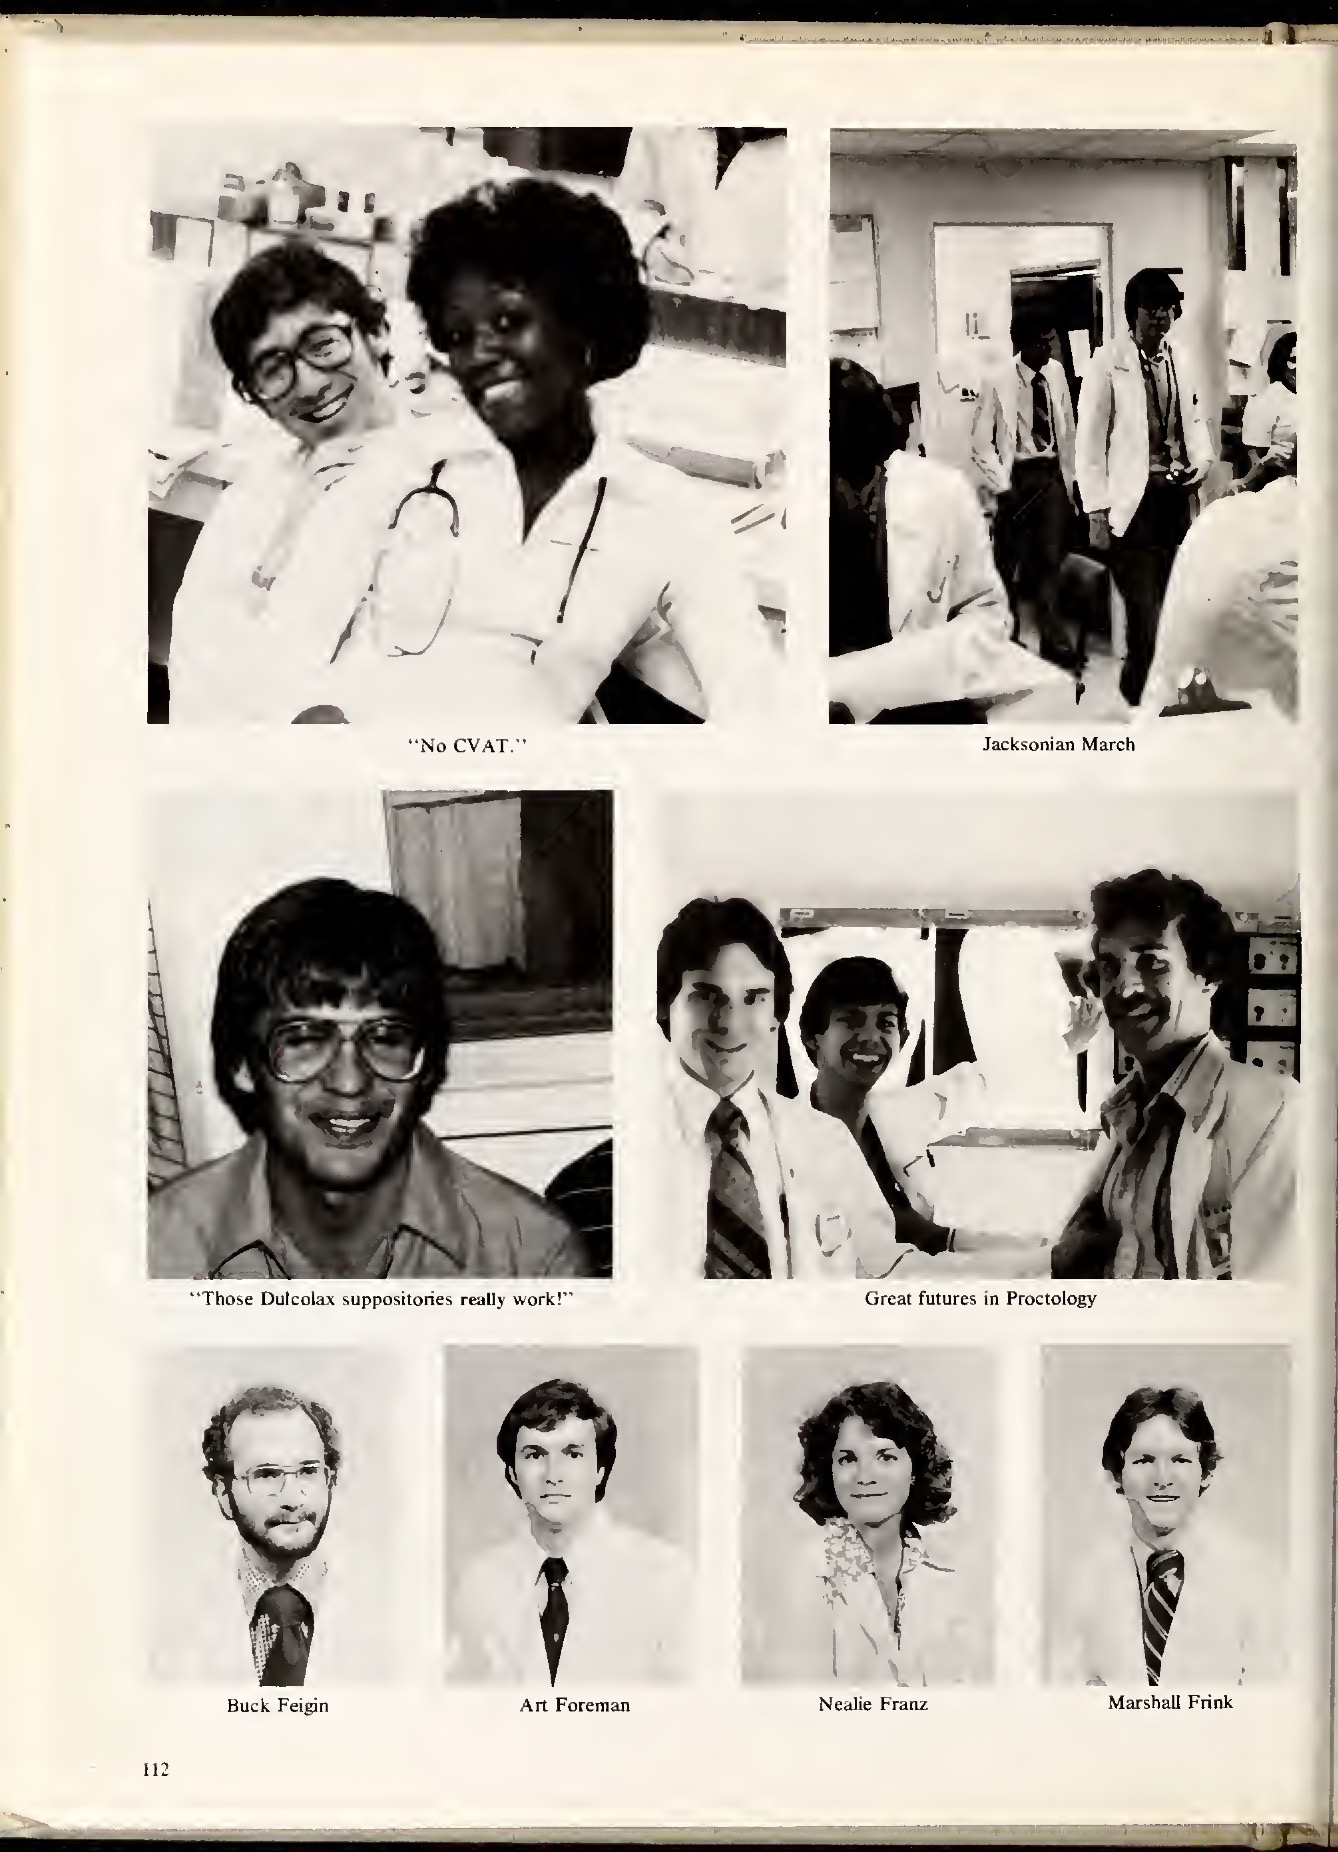 "No CVAT."
Jacksonian March
"Those Dulcolax suppositories really work!"
Great futures in Proctology
Buck Feigin
Art Foreman
Nealie Franz
Marshall Frink
112